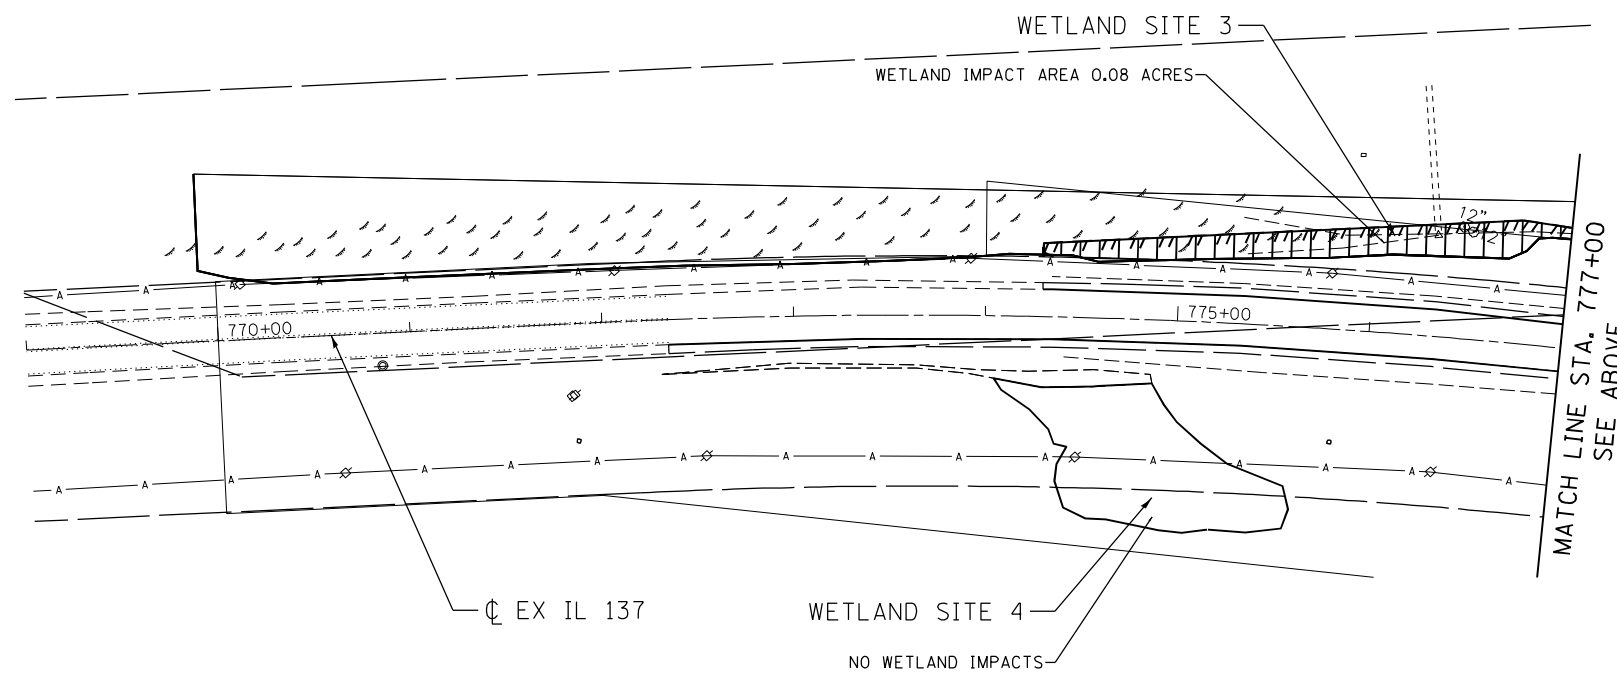 WETLAND SITE 3
WETLAND IMPACT AREA 0.08 ACRES
12"
770+00
775+00
MATCH LINE STA. 777+00
SEE ABOVE
℄ EX IL 137
WETLAND SITE 4
NO WETLAND IMPACTS
A A A A A A A A A A A A A A A A A A
A A A A A A A A A A A A A A A A A A